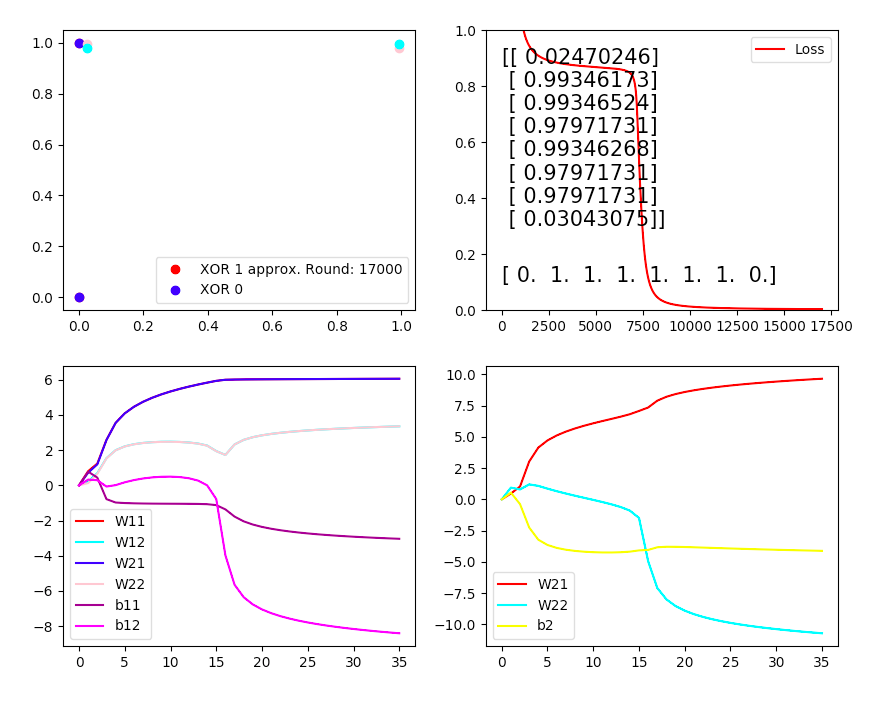 1.0
0.8
0.6
0.4
0.2
0.0
XOR 1 approx. Round: 17000
XOR 0
0.0 0.2 0.4 0.6 0.8 1.0
1.0
0.8
0.6
0.4
0.2
0.0
Loss
[[ 0.02470246]
[ 0.99346173]
[ 0.99346524]
[ 0.97971731]
[ 0.99346268]
[ 0.97971731]
[ 0.97971731]
[ 0.03043075]]
[ 0. 1. 1. 1. 1. 1. 1. 0.]
0 2500 5000 7500 10000 12500 15000 17500
6
4
2
0
−2
−4
−6
−8
W11
W12
W21
W22
b11
b12
0 5 10 15 20 25 30 35
10.0
7.5
5.0
2.5
0.0
−2.5
−5.0
−7.5
−10.0
W21
W22
b2
0 5 10 15 20 25 30 35